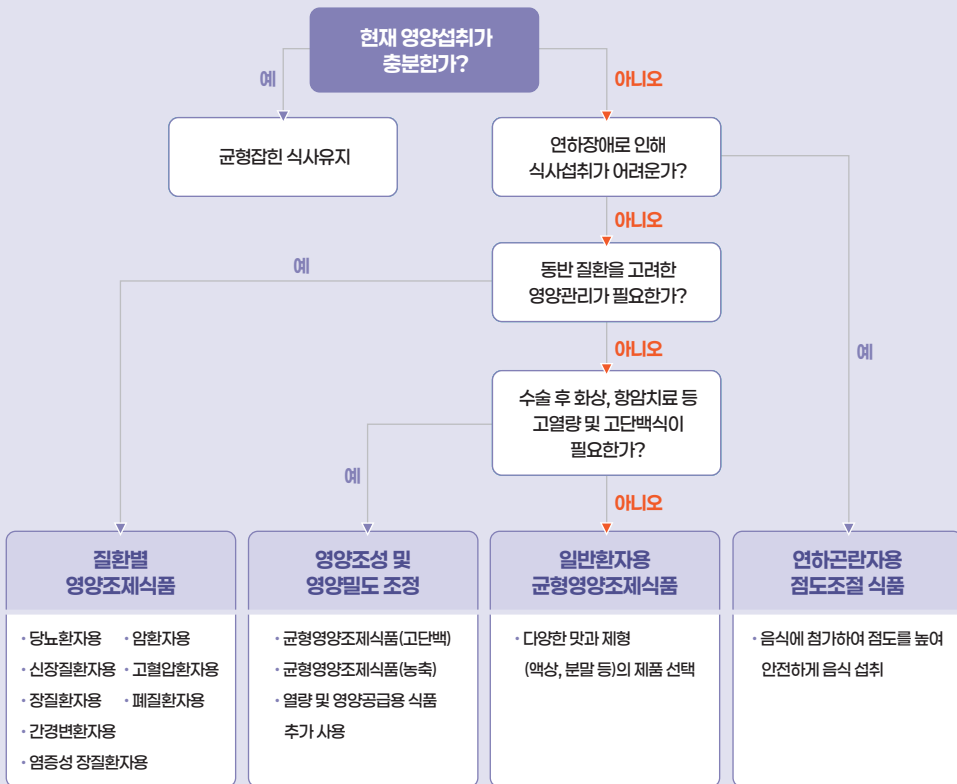 현재 영양섭취가
충분한가?
예
아니오
균형잡힌 식사유지
연하장애로 인해
식사섭취가 어려운가?
아니오
예
동반 질환을 고려한
영양관리가 필요한가?
아니오
예
수술 후 화상, 항암치료 등
고열량 및 고단백식이
필요한가?
예
아니오
질환별
영양조제식품
· 당뇨환자용 · 암환자용
· 신장질환자용 · 고혈압환자용
· 장질환자용 · 폐질환자용
· 간경변환자용
· 염증성 장질환자용
영양조성 및
영양밀도 조정
· 균형영양조제식품(고단백)
· 균형영양조제식품(농축)
· 열량 및 영양공급용 식품
추가 사용
일반환자용
균형영양조제식품
· 다양한 맛과 제형
(액상, 분말 등)의 제품 선택
연하곤란자용
점도조절 식품
· 음식에 첨가하여 점도를 높여
안전하게 음식 섭취